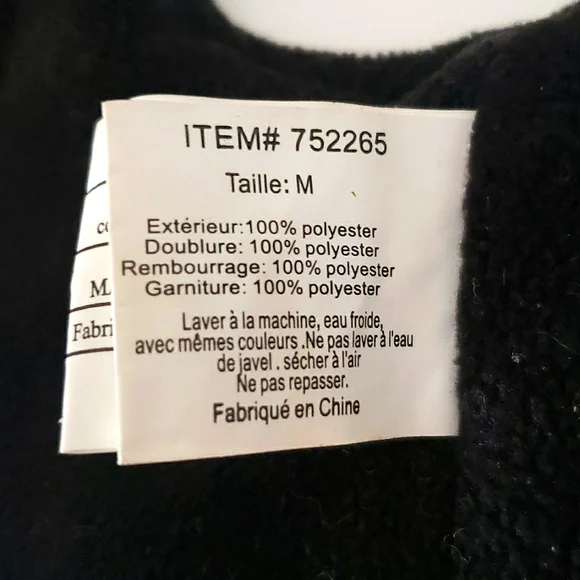 ITEM# 752265
Taille: M
Extérieur:100% polyester
Doublure: 100% polyester
Rembourrage: 100% polyester
Garniture: 100% polyester
Laver à la machine, eau froide,
avec mêmes couleurs .Ne pas laver à l'eau
de javel . sécher à l'air
Ne pas repasser.
Fabriqué en Chine
M.
Fabri